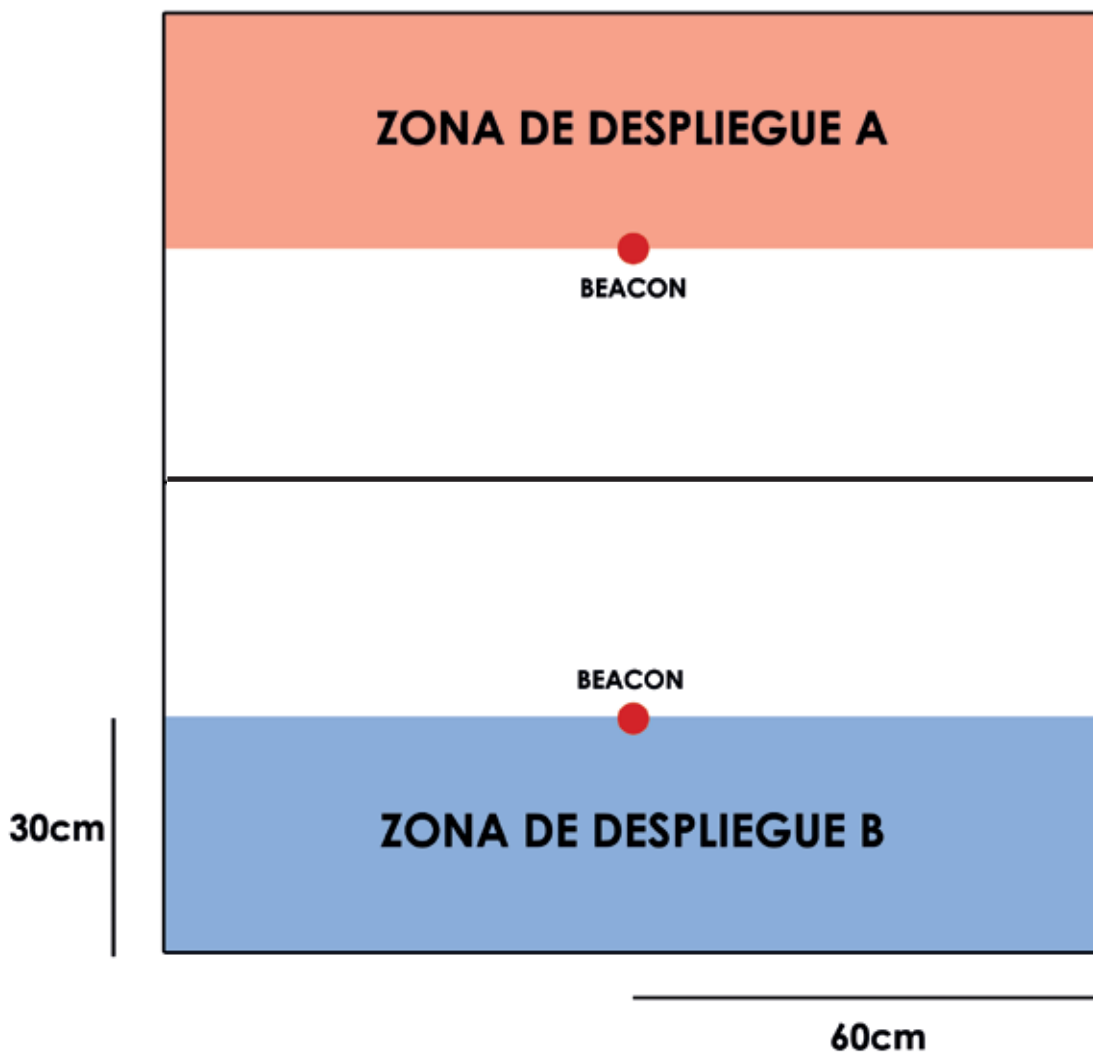 ZONA DE DESPLIEGUE A
BEACON
BEACON
30cm
ZONA DE DESPLIEGUE B
60cm